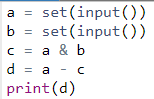 a = set(input())
b = set(input())
c = a & b
d = a - c
print(d)